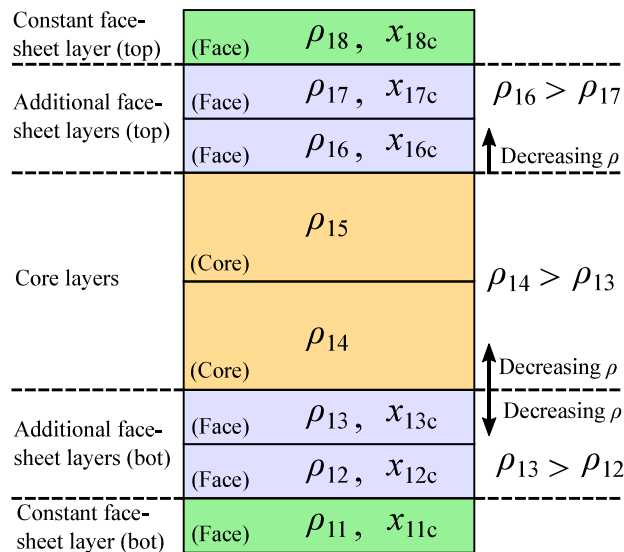 Constant face-
sheet layer (top)
(Face) ρ18, x18c
Additional face-
sheet layers (top)
(Face) ρ17, x17c
ρ16 > ρ17
(Face) ρ16, x16c
Decreasing ρ
Core layers
ρ15
(Core)
ρ14 > ρ13
ρ14
(Core)
Decreasing ρ
Decreasing ρ
Additional face-
sheet layers (bot)
(Face) ρ13, x13c
(Face) ρ12, x12c
ρ13 > ρ12
Constant face-
sheet layer (bot)
(Face) ρ11, x11c